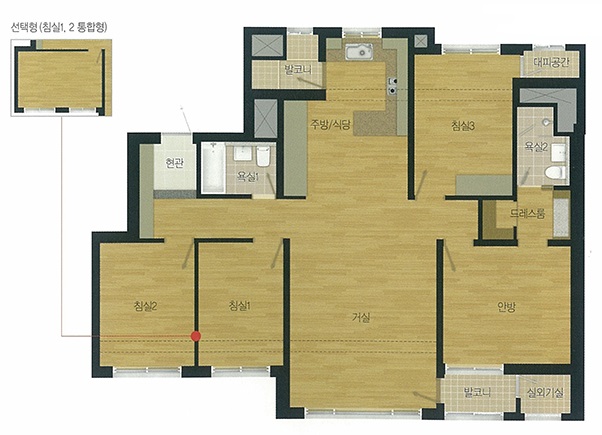 선택형 (침실1, 2 통합형)
발코니
대피공간
주방/식당
침실3
욕실2
현관
욕실1
드레스룸
침실2
침실1
거실
안방
발코니
실외기실